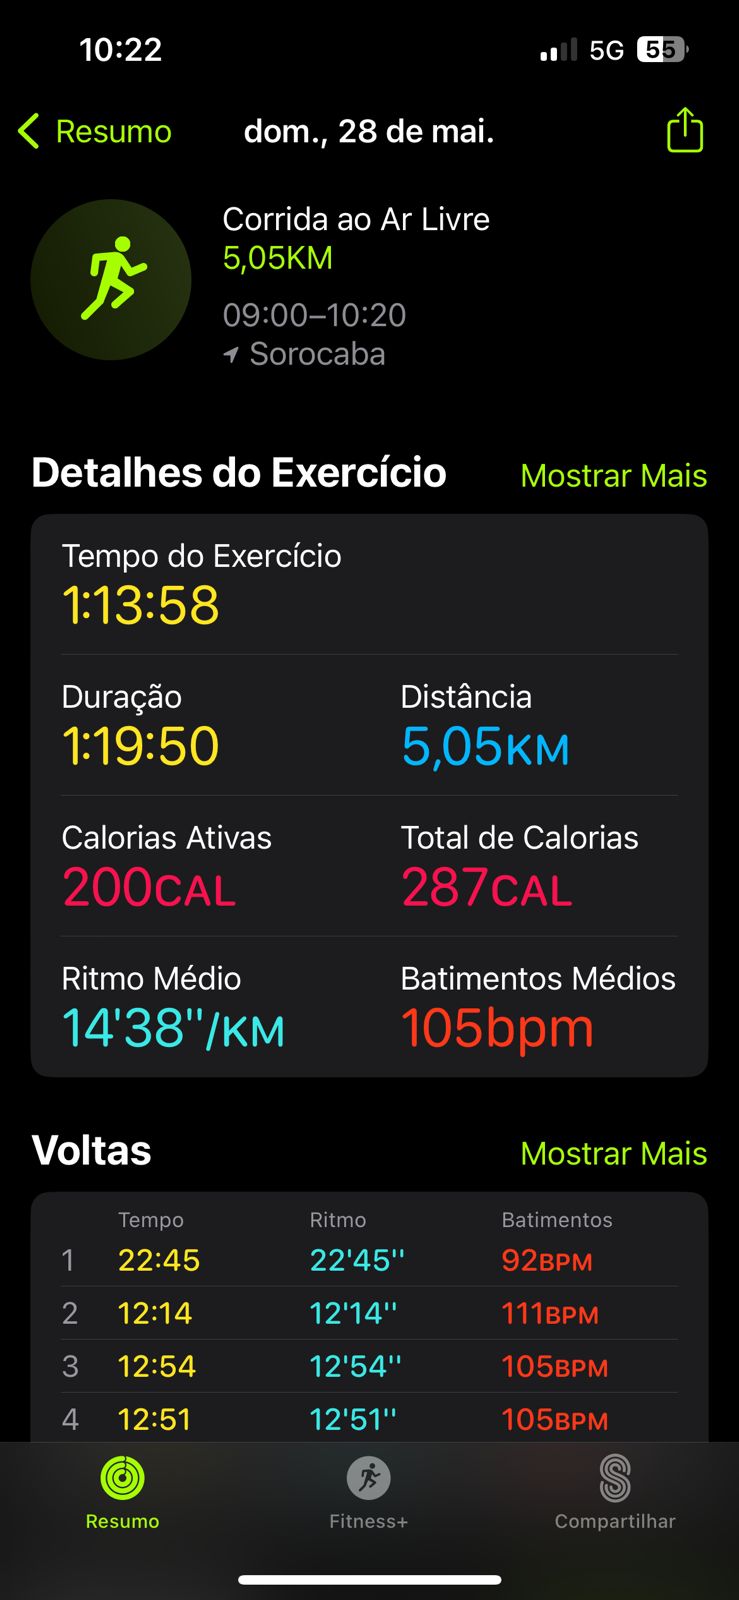 10:22 5G 55
Resumo dom., 28 de mai.
Corrida ao Ar Livre
5,05KM
09:00–10:20
Sorocaba
Detalhes do Exercício Mostrar Mais
Tempo do Exercício
1:13:58
Duração Distância
1:19:50 5,05KM
Calorias Ativas Total de Calorias
200CAL 287CAL
Ritmo Médio Batimentos Médios
14'38"/KM 105bpm
Voltas Mostrar Mais
Tempo Ritmo Batimentos
1 22:45 22'45'' 92BPM
2 12:14 12'14'' 111BPM
3 12:54 12'54'' 105BPM
4 12:51 12'51'' 105BPM
Resumo Fitness+ Compartilhar